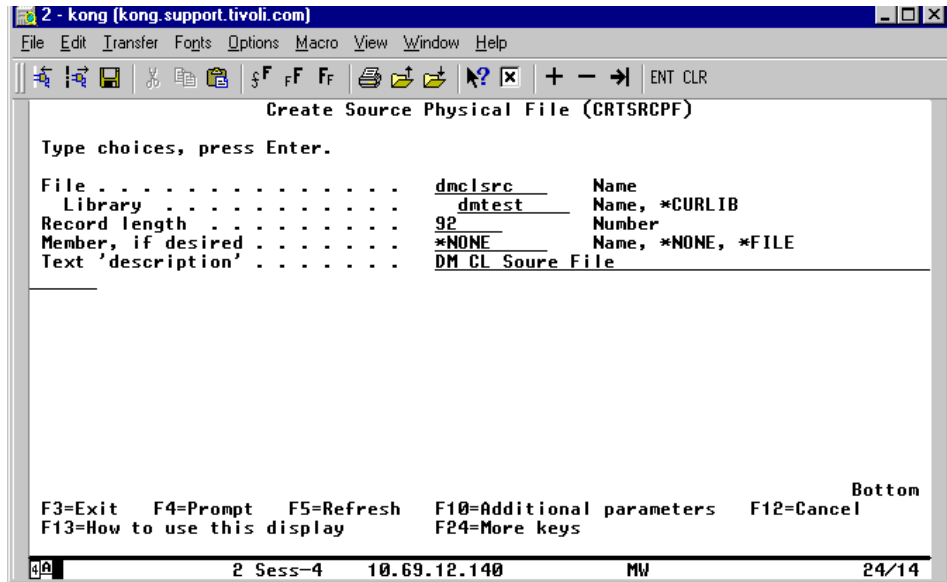 2 - kong (kong.support.tivoli.com)
File Edit Transfer Fonts Options Macro View Window Help
ENT CLR
Create Source Physical File (CRTSRCPF)
Type choices, press Enter.
File . . . . . . . . . . . . . . dmclsrc Name
Library . . . . . . . . . . . dmtest Name, *CURLIB
Record length . . . . . . . . . 92 Number
Member, if desired . . . . . . . *NONE Name, *NONE, *FILE
Text 'description' . . . . . . . DM CL Soure File
Bottom
F3=Exit F4=Prompt F5=Refresh F10=Additional parameters F12=Cancel
F13=How to use this display F24=More keys
2 Sess-4 10.69.12.140 MW 24/14